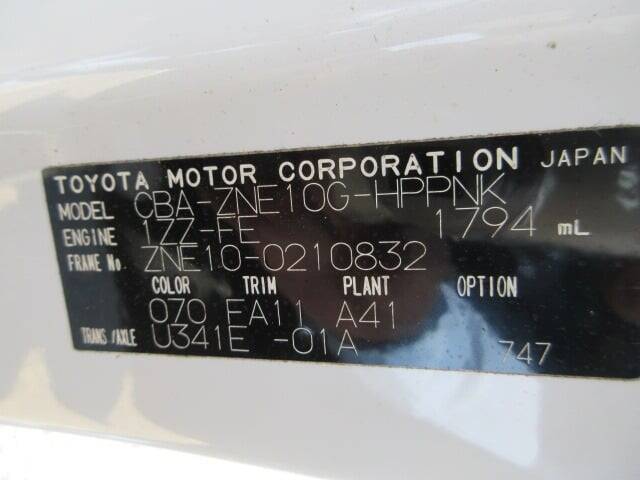 TOYOTA MOTOR CORPORATION JAPAN
MODEL CBA-ZNE10G-HPPNK
ENGINE 1ZZ-FE 1794 mL
FRAME No. ZNE10-0210832
COLOR TRIM PLANT OPTION
070 FA11 A41
TRANS/AXLE U341E -01A
747